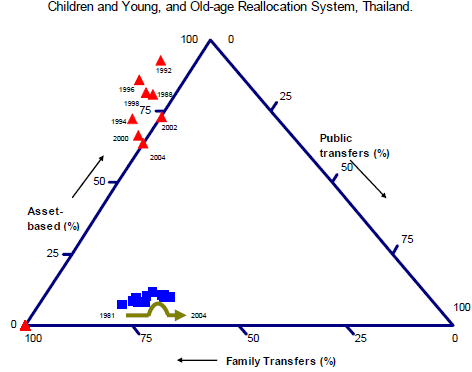 Children and Young, and Old-age Reallocation System, Thailand.
100 0
1992
1996
1988
1998
25
75
1994
2002
2000
2004
Public
transfers (%)
50
50
Asset-
based (%)
75
25
100
1981 2004
0
100 75 50 25 0
Family Transfers (%)